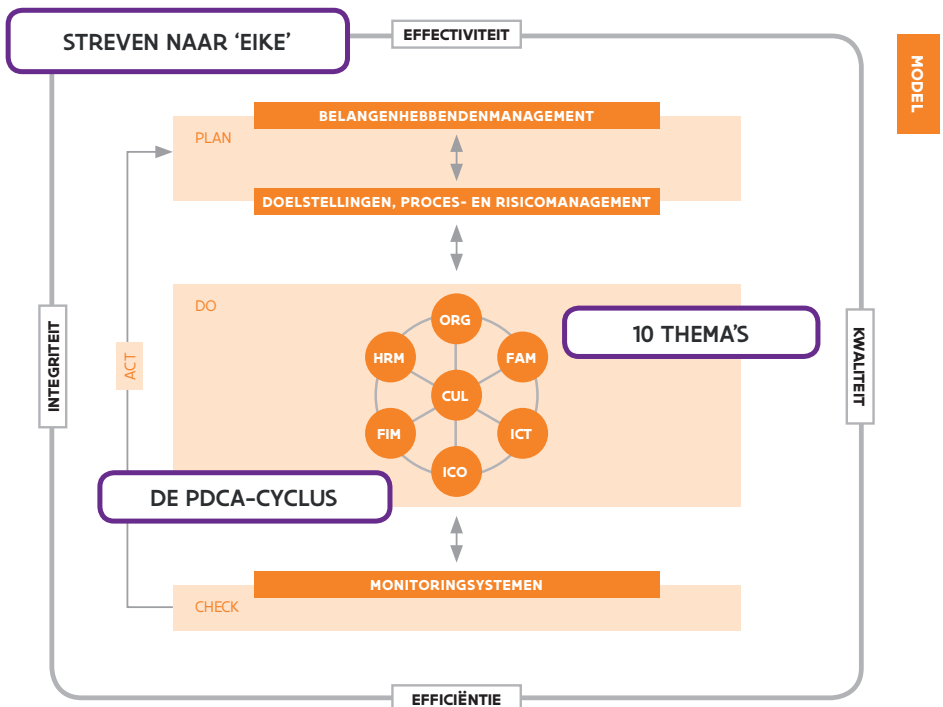 STREVEN NAAR ‘EIKE’
EFFECTIVITEIT
MODEL
BELANGENHEBBENDENMANAGEMENT
PLAN
DOELSTELLINGEN, PROCES- EN RISICOMANAGEMENT
DO
ORG
10 THEMA’S
HRM
FAM
INTEGRITEIT
ACT
KWALITEIT
CUL
FIM
ICT
ICO
DE PDCA-CYCLUS
MONITORINGSYSTEMEN
CHECK
EFFICIËNTIE